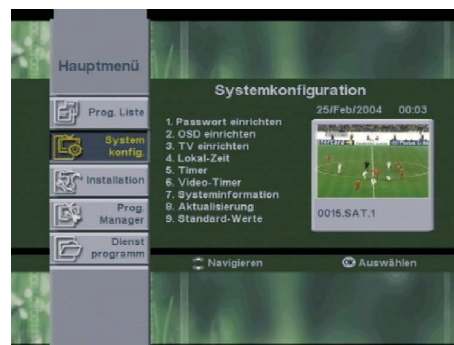 Hauptmenü
Prog. Liste
System
konfig.
Installation
Prog.
Manager
Dienst
programm
Systemkonfiguration
25/Feb/2004 00:03
1. Passwort einrichten
2. OSD einrichten
3. TV einrichten
4. Lokal-Zeit
5. Timer
6. Video-Timer
7. Systeminformation
8. Aktualisierung
9. Standard-Werte
0015.SAT.1
Navigieren
OK Auswählen